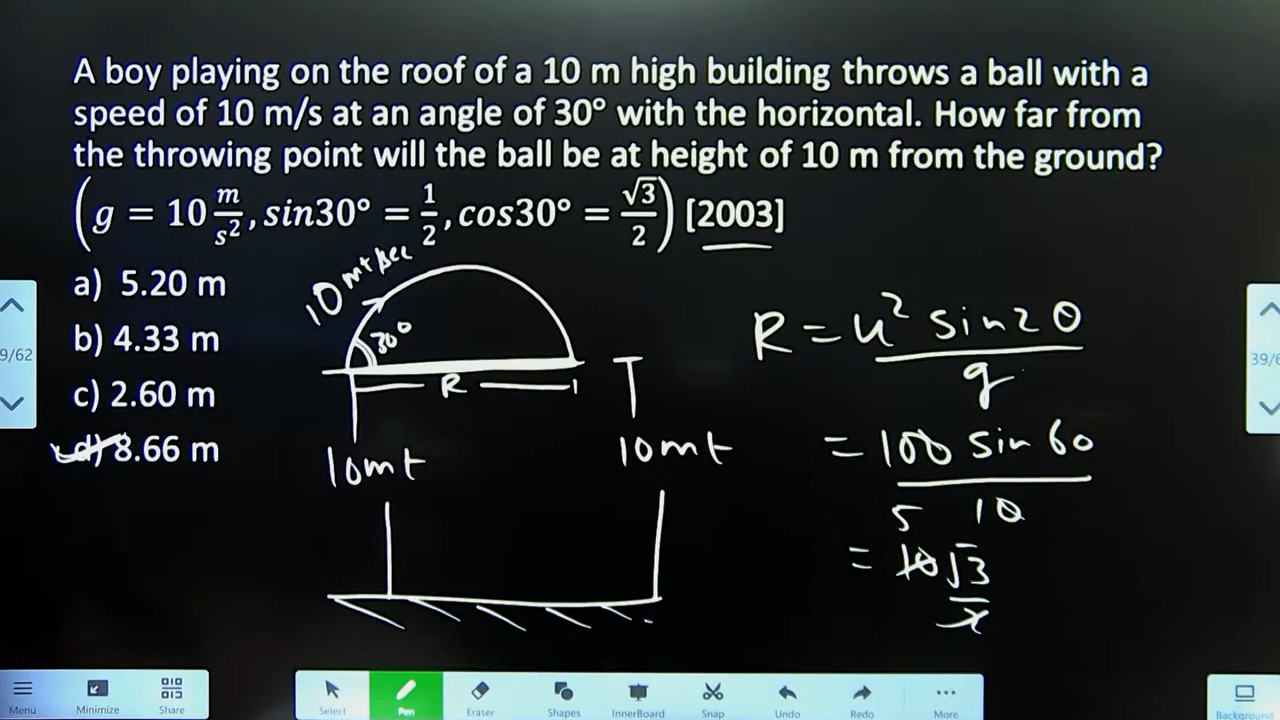 A boy playing on the roof of a 10 m high building throws a ball with a
speed of 10 m/s at an angle of 30° with the horizontal. How far from
the throwing point will the ball be at height of 10 m from the ground?
(g = 10 m/s², sin30° = 1/2, cos30° = √3/2) [2003]
a) 5.20 m
b) 4.33 m
c) 2.60 m
d) 8.66 m
10 mt/sec
30°
R
10mt
10mt
R = u² sin2θ / g
= 100 sin 60 / 10
5
= 10√3 / 2
9/62
39/6
Menu
Minimize
Share
Select
Pen
Eraser
Shapes
InnerBoard
Snap
Undo
Redo
More
Background